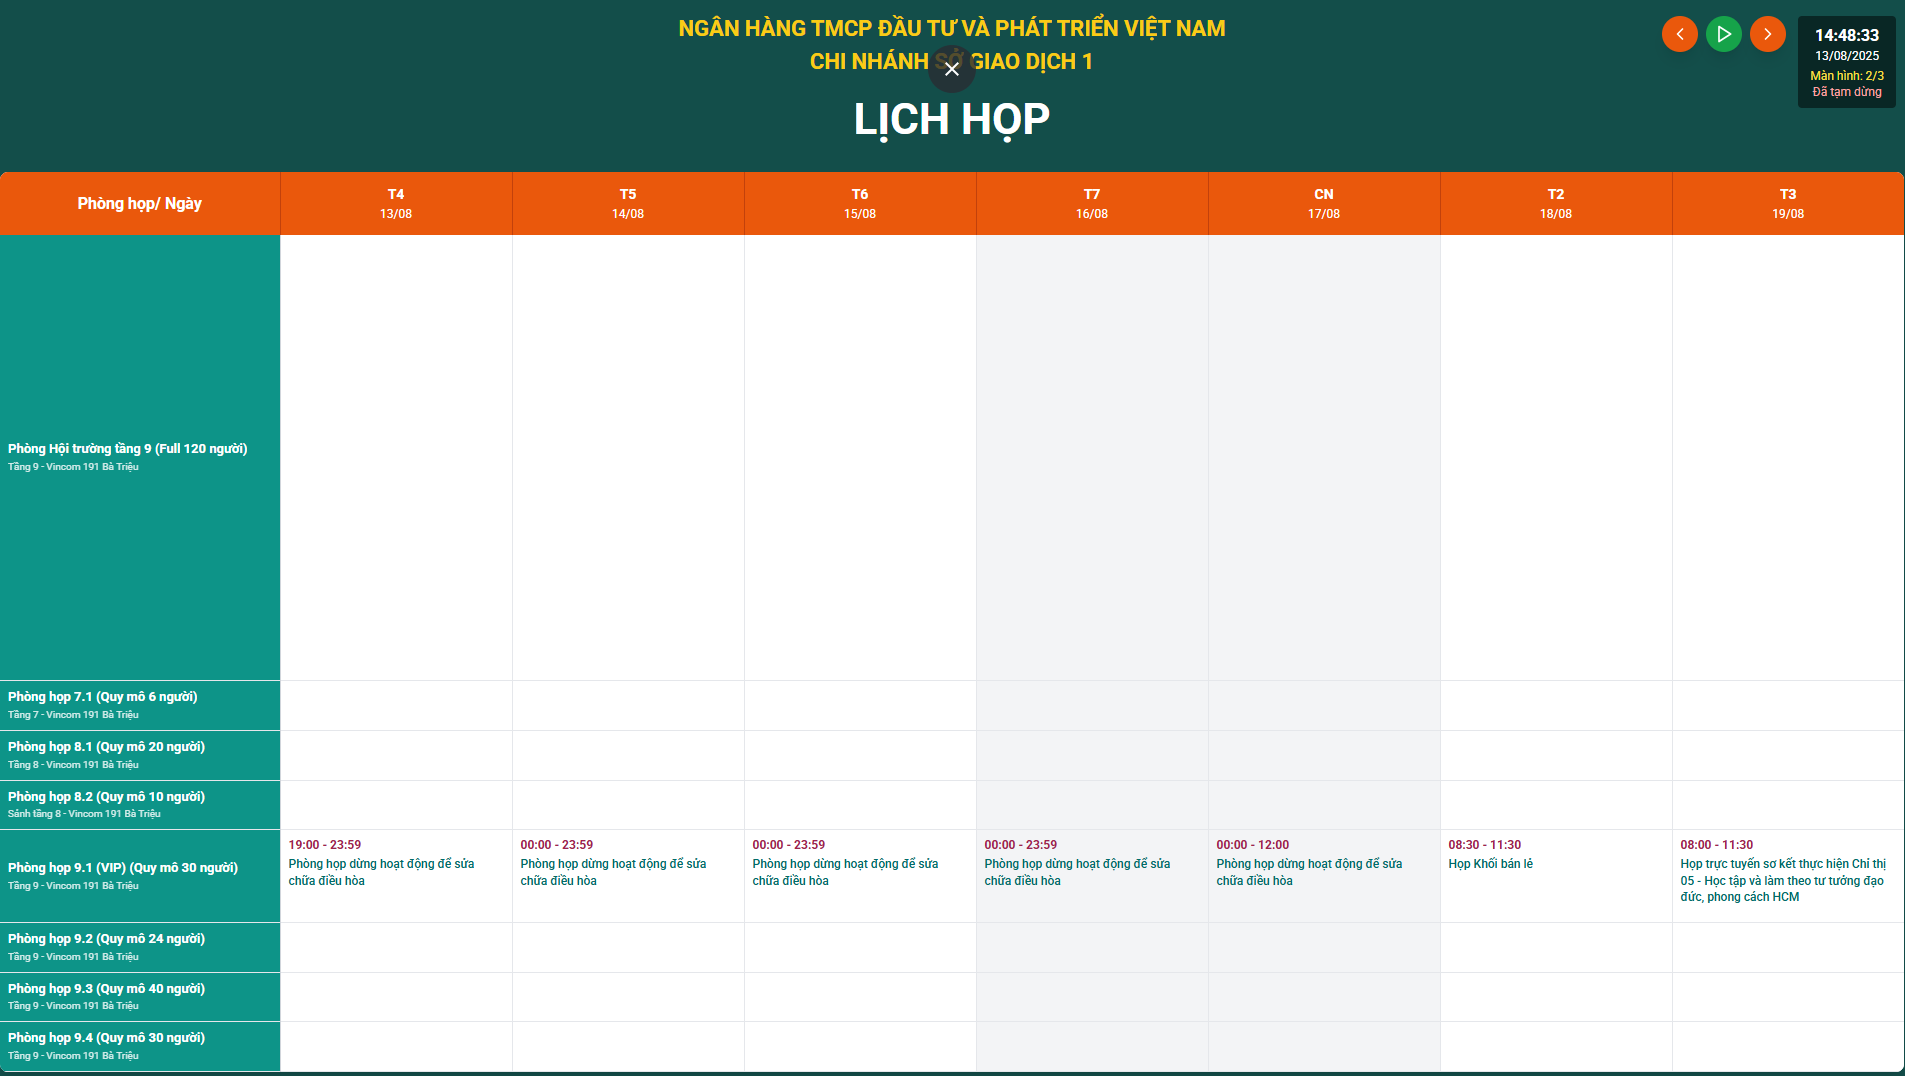 NGÂN HÀNG TMCP ĐẦU TƯ VÀ PHÁT TRIỂN VIỆT NAM
CHI NHÁNH SỞ GIAO DỊCH 1
LỊCH HỌP
14:48:33
13/08/2025
Màn hình: 2/3
Đã tạm dừng
Phòng họp/ Ngày
T4
13/08
T5
14/08
T6
15/08
T7
16/08
CN
17/08
T2
18/08
T3
19/08
Phòng Hội trường tầng 9 (Full 120 người)
Tầng 9 - Vincom 191 Bà Triệu
Phòng họp 7.1 (Quy mô 6 người)
Tầng 7 - Vincom 191 Bà Triệu
Phòng họp 8.1 (Quy mô 20 người)
Tầng 8 - Vincom 191 Bà Triệu
Phòng họp 8.2 (Quy mô 10 người)
Sảnh tầng 8 - Vincom 191 Bà Triệu
Phòng họp 9.1 (VIP) (Quy mô 30 người)
Tầng 9 - Vincom 191 Bà Triệu
19:00 - 23:59
Phòng họp dừng hoạt động để sửa
chữa điều hòa
00:00 - 23:59
Phòng họp dừng hoạt động để sửa
chữa điều hòa
00:00 - 23:59
Phòng họp dừng hoạt động để sửa
chữa điều hòa
00:00 - 23:59
Phòng họp dừng hoạt động để sửa
chữa điều hòa
00:00 - 12:00
Phòng họp dừng hoạt động để sửa
chữa điều hòa
08:30 - 11:30
Họp Khối bán lẻ
08:00 - 11:30
Họp trực tuyến sơ kết thực hiện Chỉ thị
05 - Học tập và làm theo tư tưởng đạo
đức, phong cách HCM
Phòng họp 9.2 (Quy mô 24 người)
Tầng 9 - Vincom 191 Bà Triệu
Phòng họp 9.3 (Quy mô 40 người)
Tầng 9 - Vincom 191 Bà Triệu
Phòng họp 9.4 (Quy mô 30 người)
Tầng 9 - Vincom 191 Bà Triệu